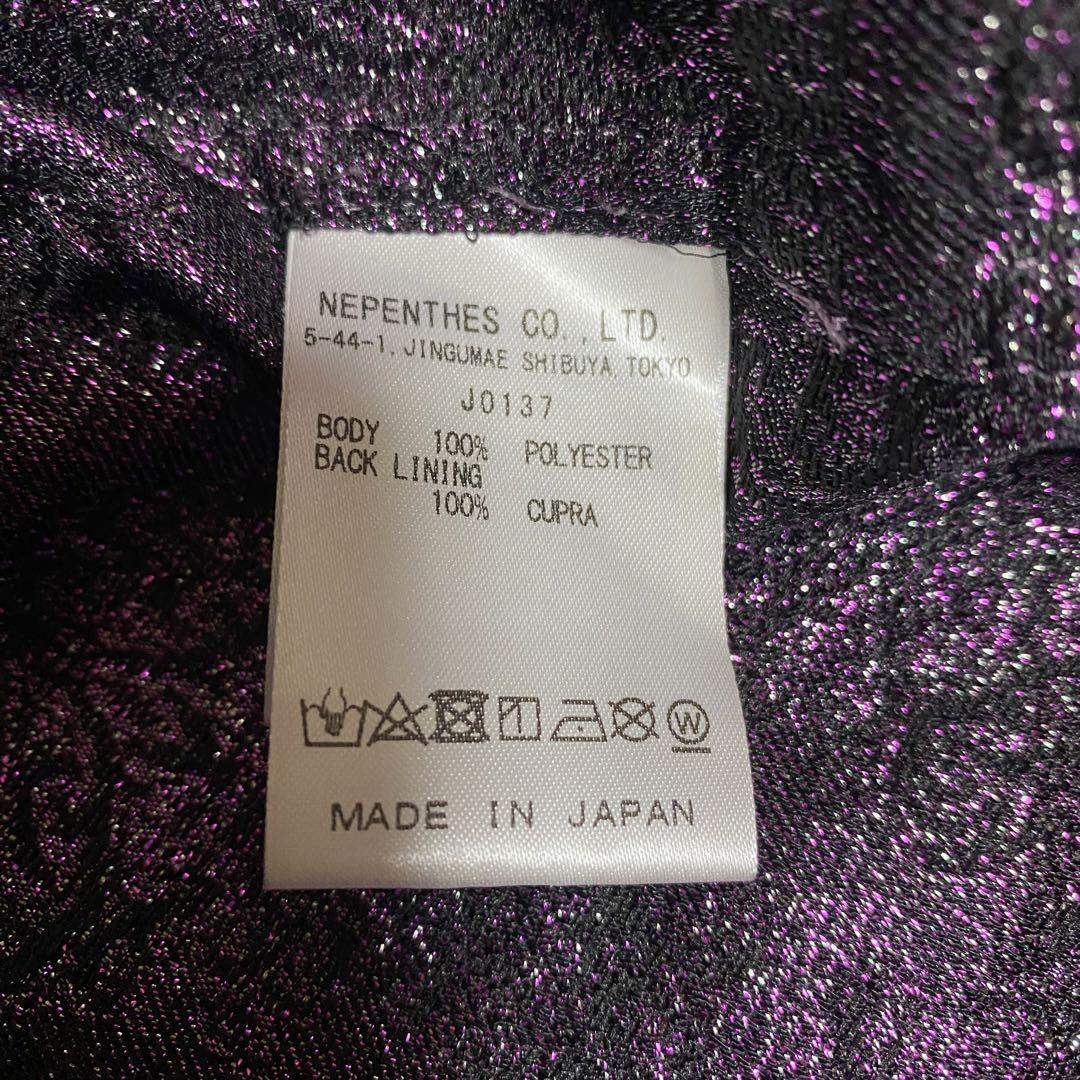 NEPENTHES CO., LTD.
5-44-1, JINGUMAE SHIBUYA, TOKYO
J0137
BODY 100% POLYESTER
BACK LINING
100% CUPRA
W
MADE IN JAPAN